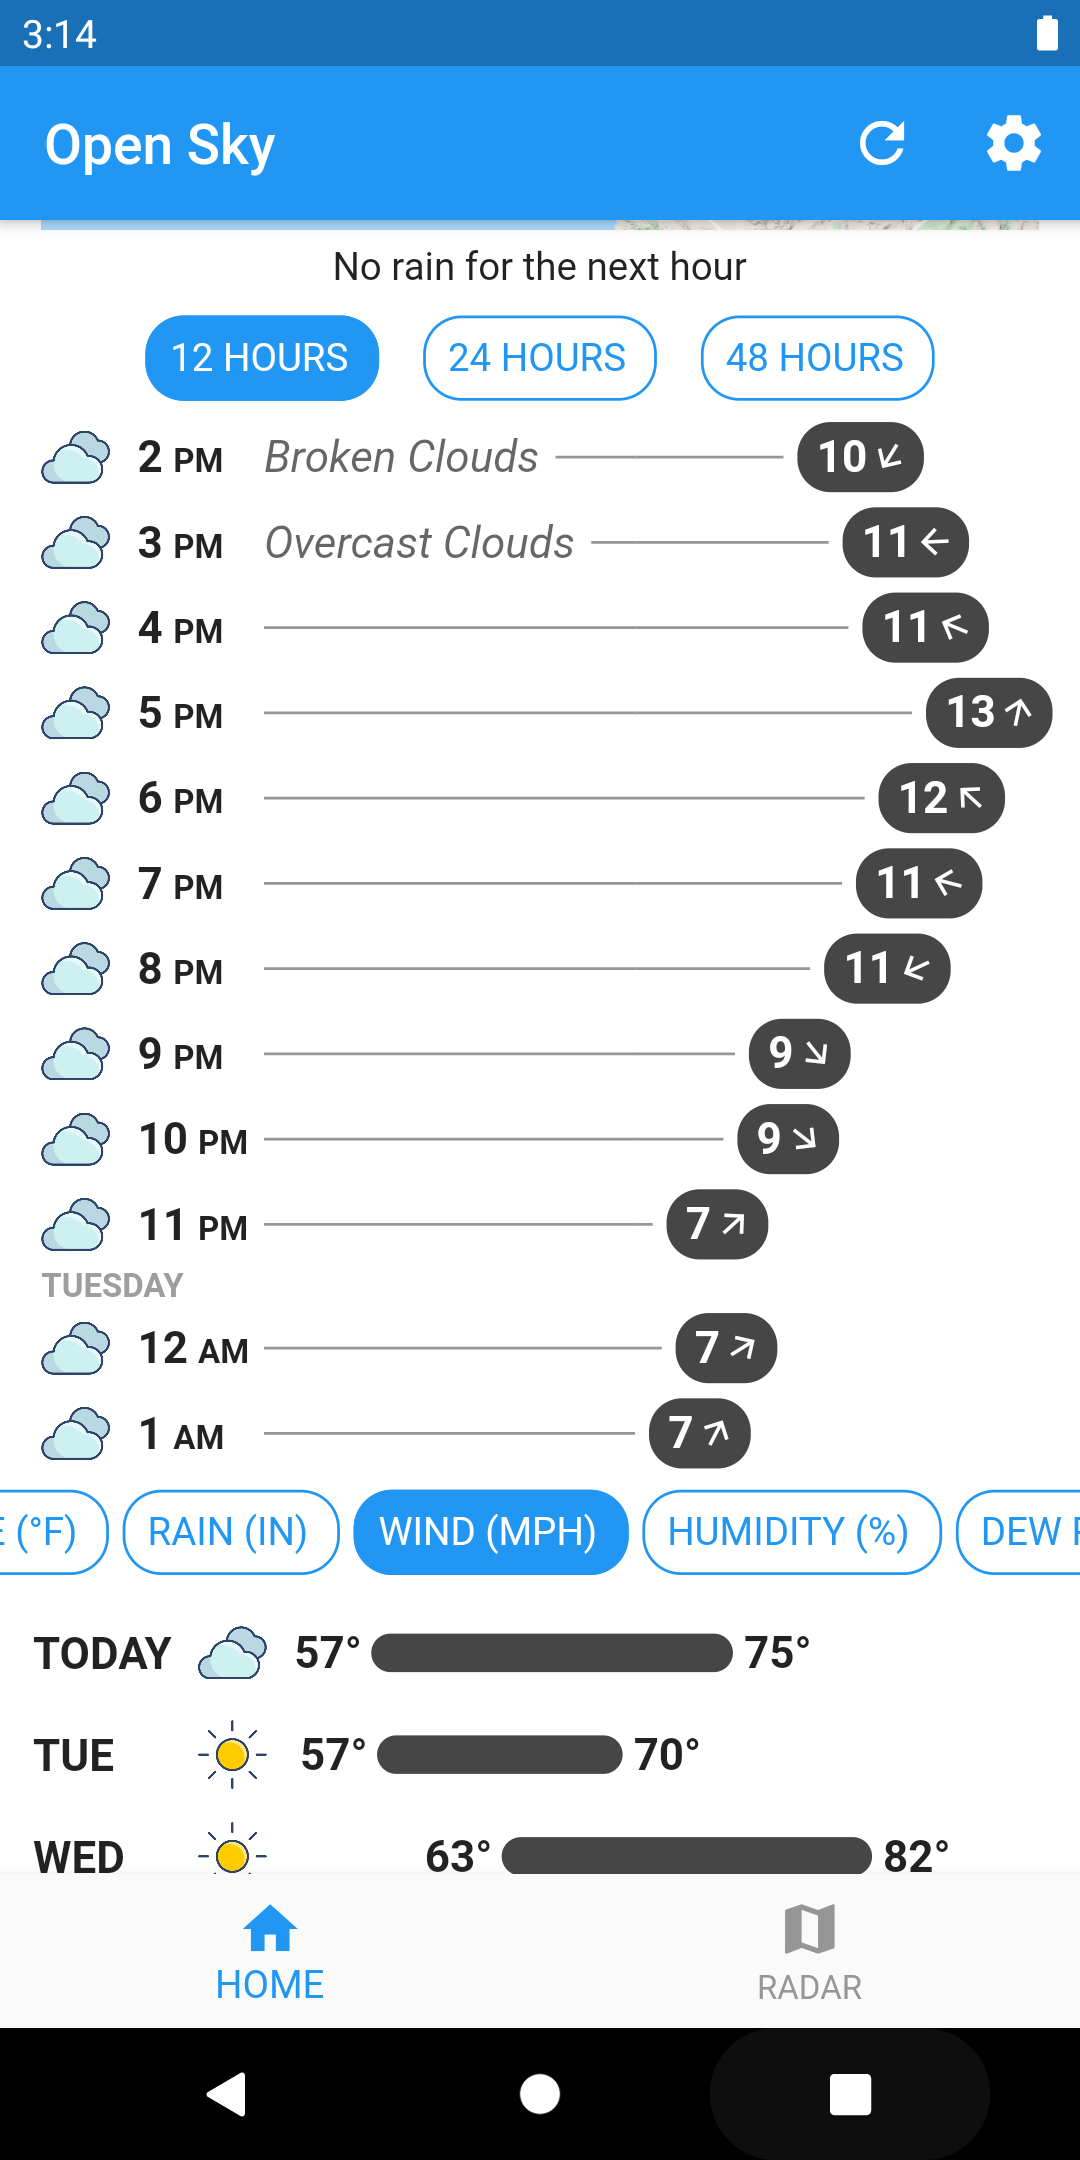 3:14
Open Sky
No rain for the next hour
12 HOURS 24 HOURS 48 HOURS
2 PM Broken Clouds 10
3 PM Overcast Clouds 11
4 PM 11
5 PM 13
6 PM 12
7 PM 11
8 PM 11
9 PM 9
10 PM 9
11 PM 7
TUESDAY
12 AM 7
1 AM 7
(°F) RAIN (IN) WIND (MPH) HUMIDITY (%) DEW
TODAY 57° 75°
TUE 57° 70°
WED 63° 82°
HOME RADAR